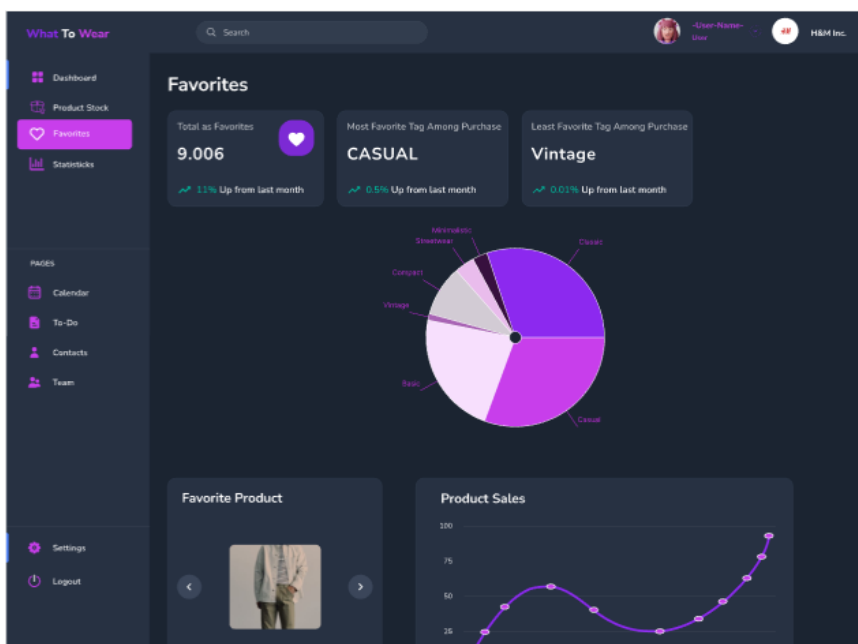 What To Wear
Search
-User-Name-
User
H&M
H&M Inc.
Dashboard
Product Stock
Favorites
Statisticks
PAGES
Calendar
To-Do
Contacts
Team
Settings
Logout
Favorites
Total as Favorites
9.006
11% Up from last month
Most Favorite Tag Among Purchase
CASUAL
0.5% Up from last month
Least Favorite Tag Among Purchase
Vintage
0.01% Up from last month
Minimalistic
Streetwear
Classic
Compact
Vintage
Basic
Casual
Favorite Product
Product Sales
100
75
50
25